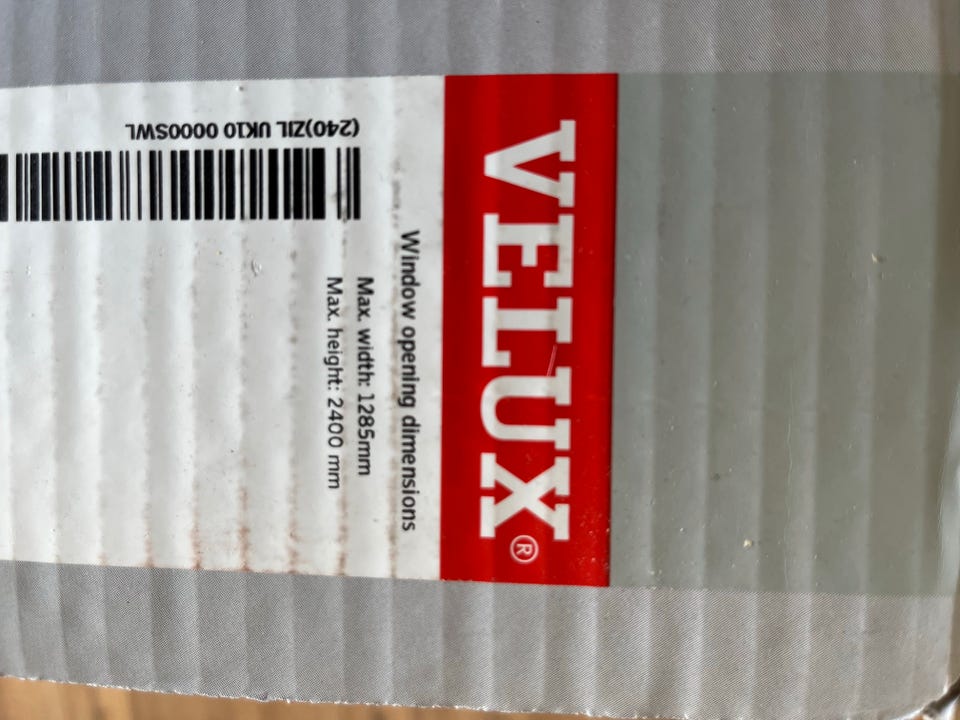 VELUX®
Window opening dimensions
Max. width: 1285mm
Max. height: 2400 mm
(240)ZIL UK10 0000SWL